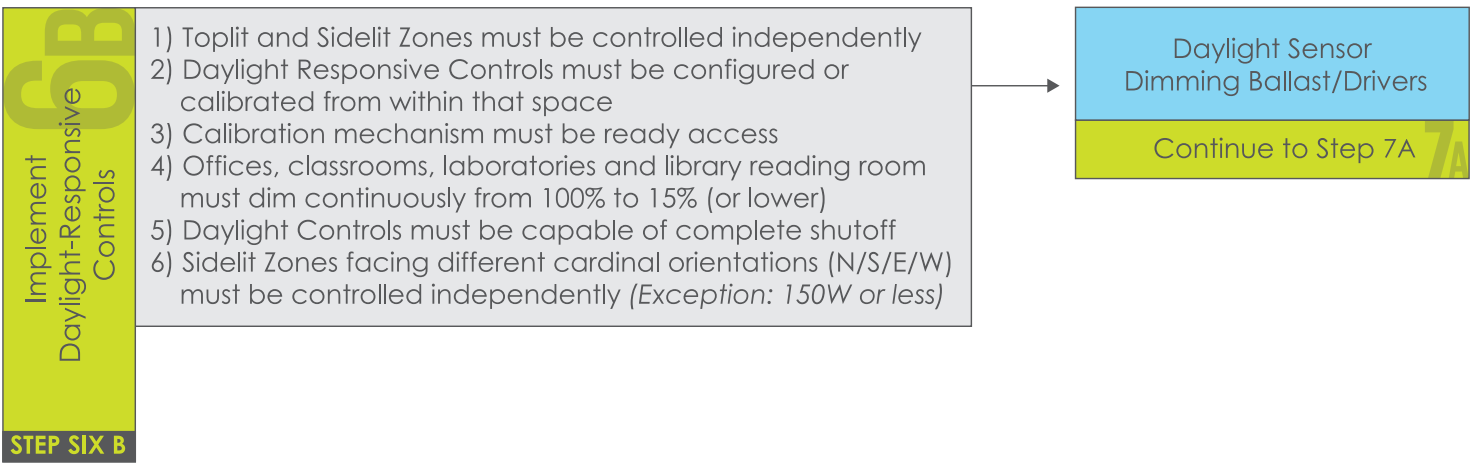 6B
Implement
Daylight-Responsive
Controls
STEP SIX B
1) Toplit and Sidelit Zones must be controlled independently
2) Daylight Responsive Controls must be configured or
calibrated from within that space
3) Calibration mechanism must be ready access
4) Offices, classrooms, laboratories and library reading room
must dim continuously from 100% to 15% (or lower)
5) Daylight Controls must be capable of complete shutoff
6) Sidelit Zones facing different cardinal orientations (N/S/E/W)
must be controlled independently (Exception: 150W or less)
Daylight Sensor
Dimming Ballast/Drivers
Continue to Step 7A
7A